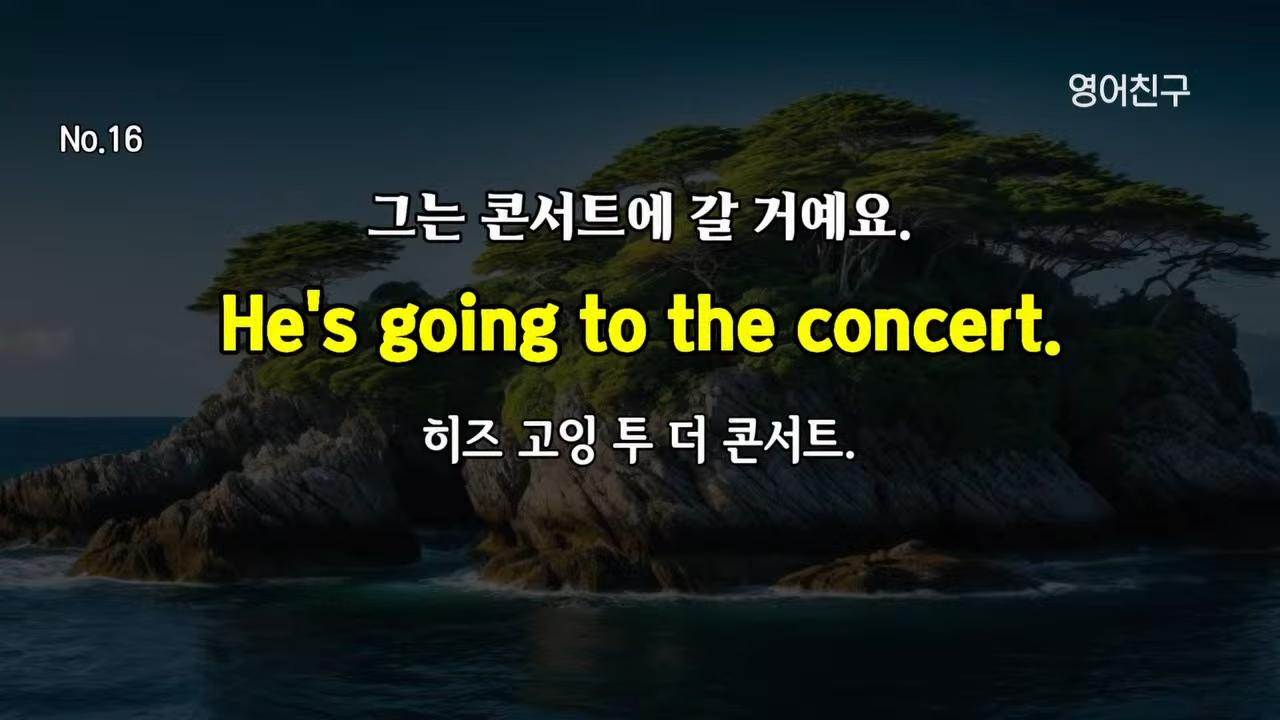 영어친구
No.16
그는 콘서트에 갈 거예요.
He's going to the concert.
히즈 고잉 투 더 콘서트.